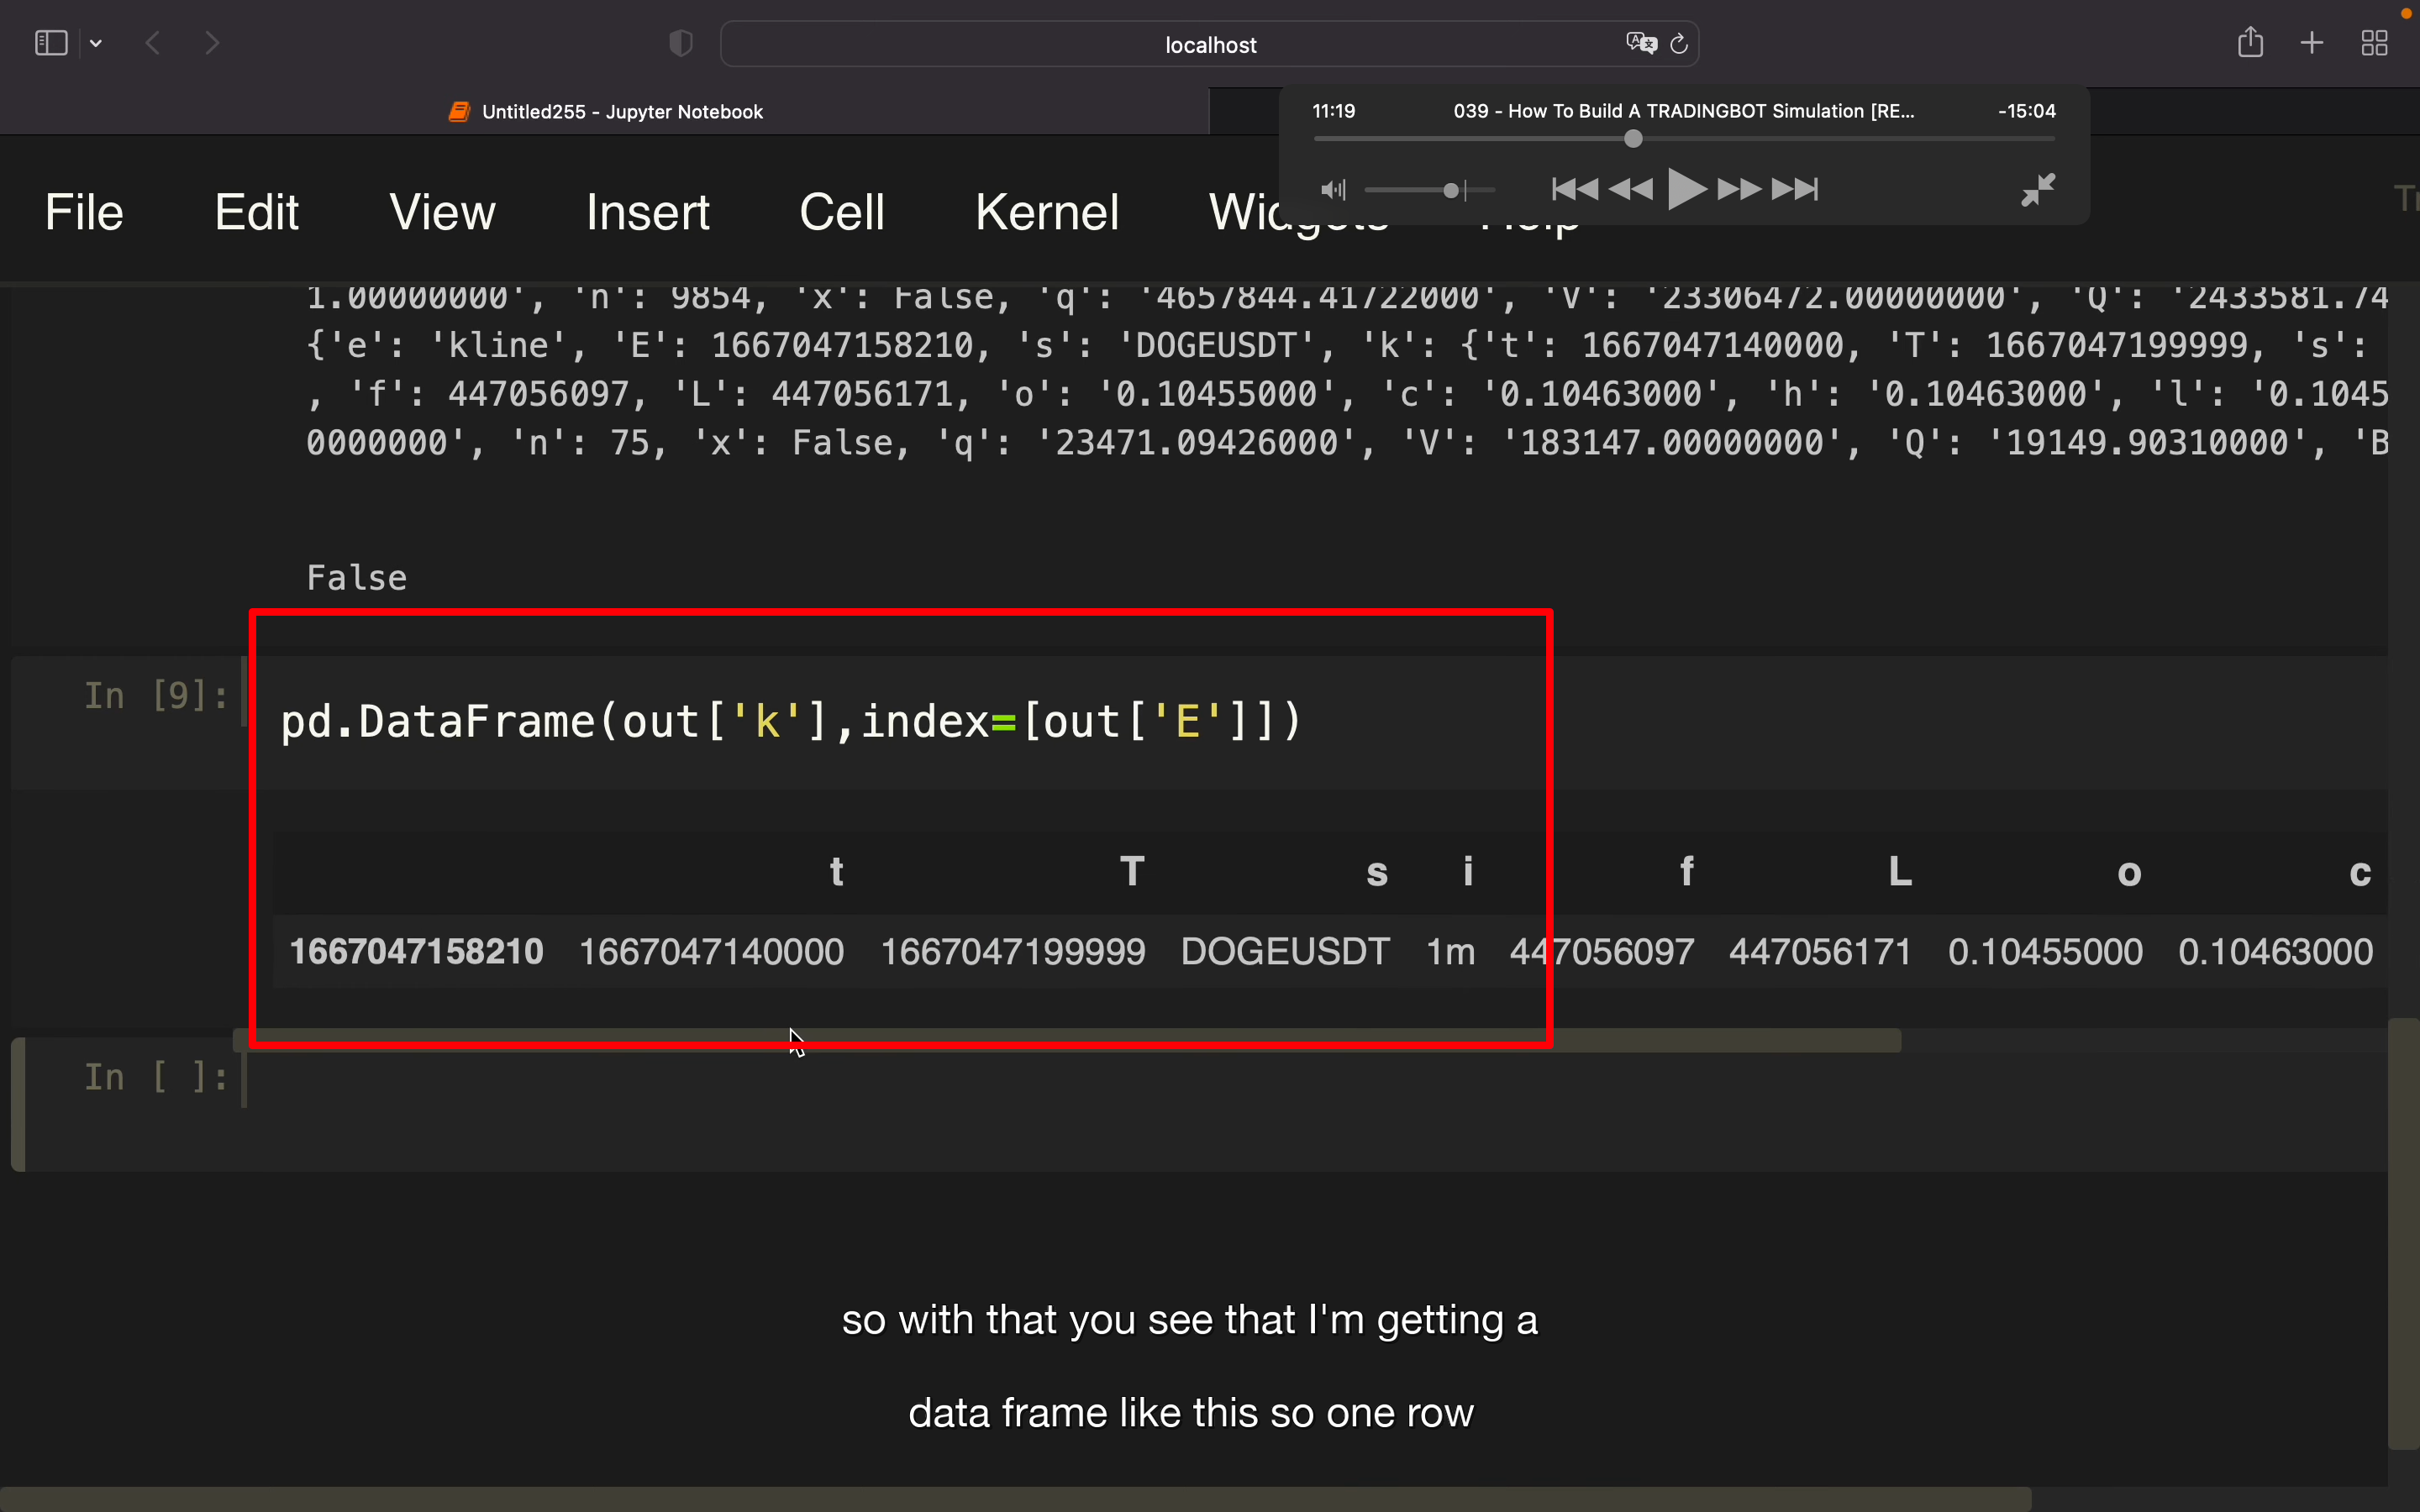 localhost
Untitled255 - Jupyter Notebook
11:19 039 - How To Build A TRADINGBOT Simulation [RE... -15:04
File Edit View Insert Cell Kernel Widgets Help
1.00000000', 'n': 9854, 'x': False, 'q': '4657844.41722000', 'V': '23306472.00000000', 'Q': '2433581.74
{'e': 'kline', 'E': 1667047158210, 's': 'DOGEUSDT', 'k': {'t': 1667047140000, 'T': 1667047199999, 's':
, 'f': 447056097, 'L': 447056171, 'o': '0.10455000', 'c': '0.10463000', 'h': '0.10463000', 'l': '0.1045
0000000', 'n': 75, 'x': False, 'q': '23471.09426000', 'V': '183147.00000000', 'Q': '19149.90310000', 'B
False
In [9]: pd.DataFrame(out['k'],index=[out['E']])
t T s i f L o c
1667047158210 1667047140000 1667047199999 DOGEUSDT 1m 447056097 447056171 0.10455000 0.10463000
In [ ]:
so with that you see that I'm getting a
data frame like this so one row